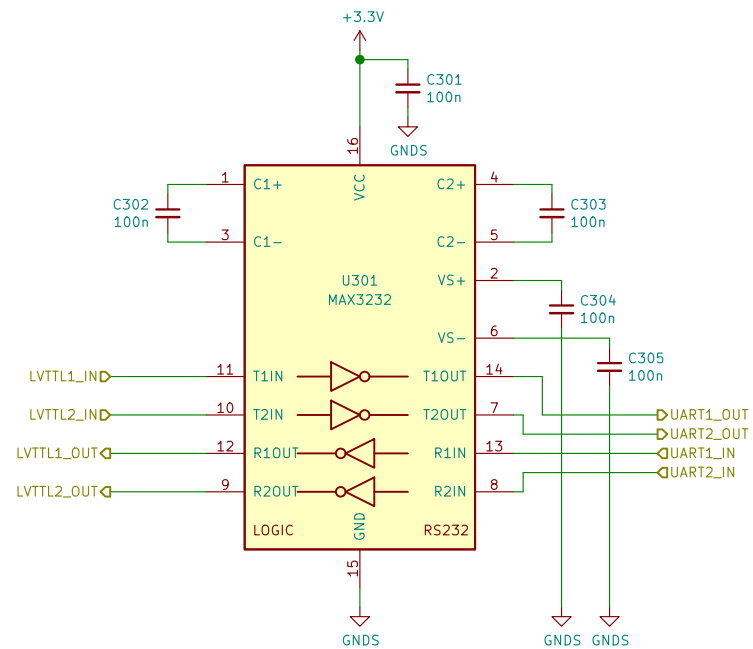 +3.3V
C301
100n
GNDS
16
VCC
1
C1+
C2+
4
C302
100n
C303
100n
3
C1-
C2-
5
U301
MAX3232
VS+
2
C304
100n
VS-
6
C305
100n
LVTTL1_IN
11
T1IN
T1OUT
14
LVTTL2_IN
10
T2IN
T2OUT
7
UART1_OUT
UART2_OUT
LVTTL1_OUT
12
R1OUT
R1IN
13
UART1_IN
UART2_IN
LVTTL2_OUT
9
R2OUT
R2IN
8
LOGIC
GND
RS232
15
GNDS
GNDS
GNDS